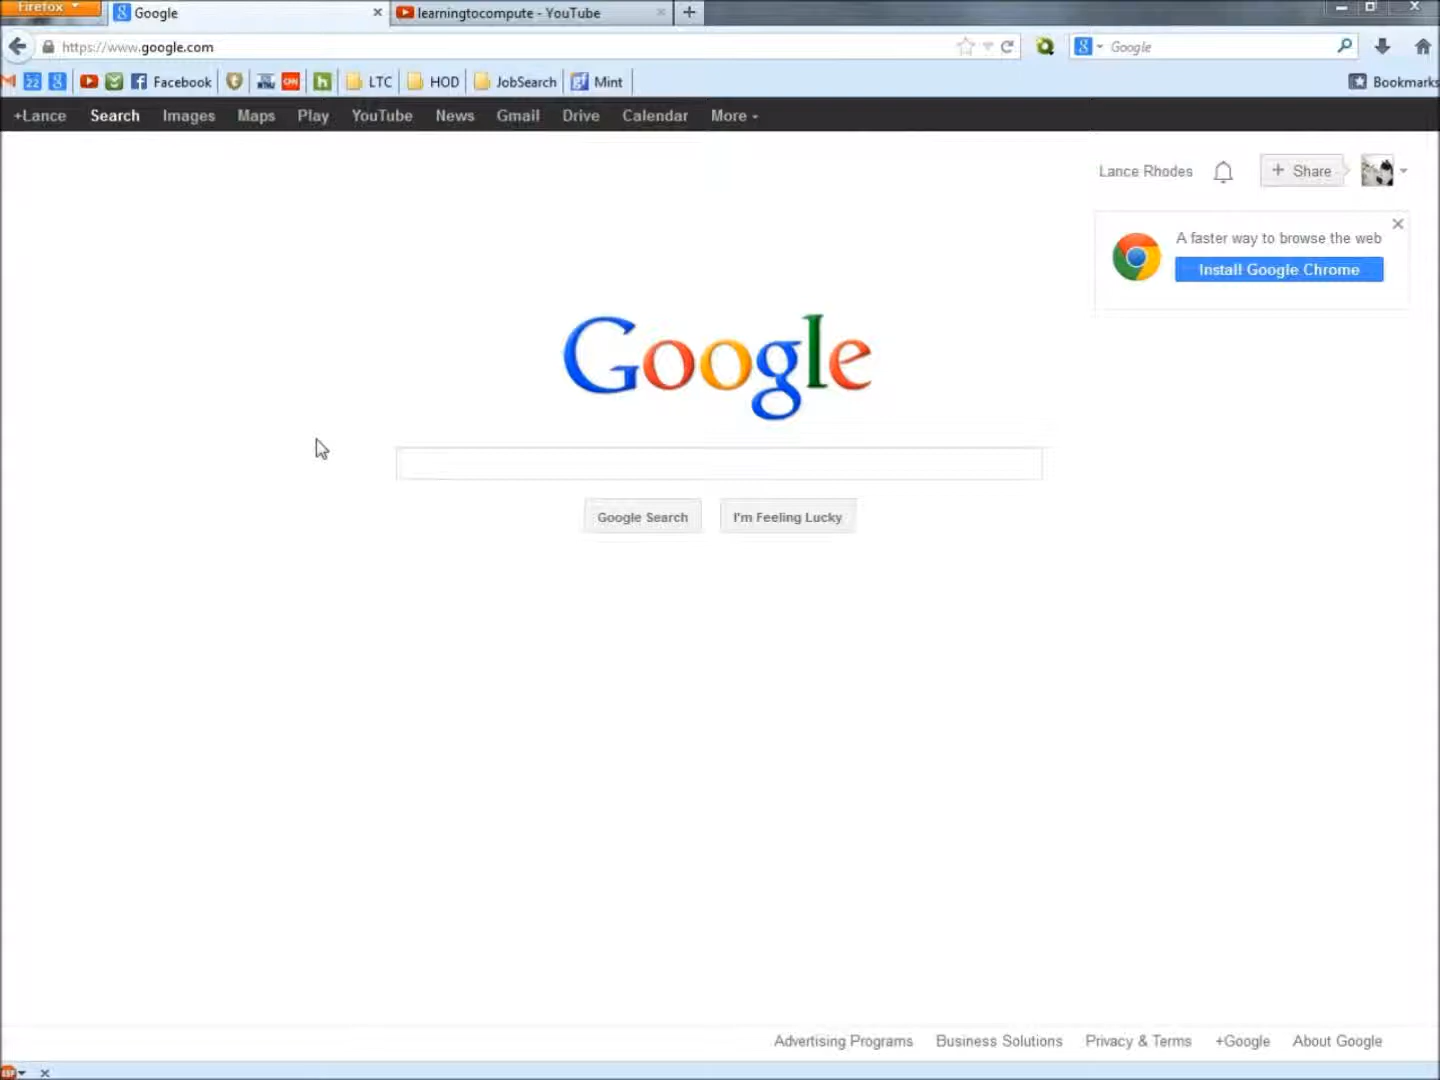 Firefox
Google
learningtocompute - YouTube
https://www.google.com
Google
22
Facebook
LTC
HOD
JobSearch
Mint
Bookmarks
+Lance
Search
Images
Maps
Play
YouTube
News
Gmail
Drive
Calendar
More
Lance Rhodes
+ Share
A faster way to browse the web
Install Google Chrome
Google
Google Search
I'm Feeling Lucky
Advertising Programs
Business Solutions
Privacy & Terms
+Google
About Google